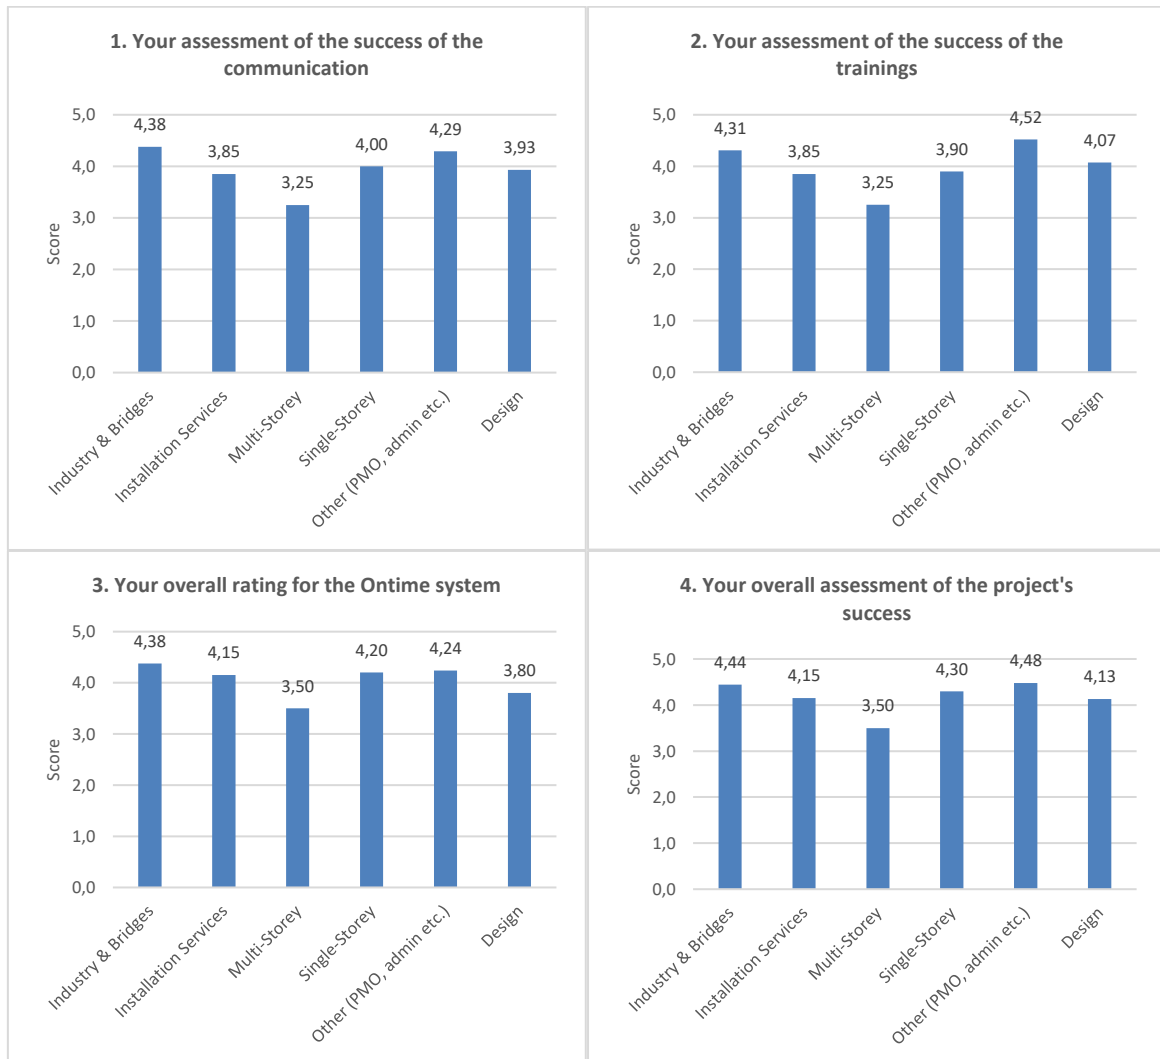 1. Your assessment of the success of the
communication
Score
5,0
4,0
3,0
2,0
1,0
0,0
4,38
3,85
3,25
4,00
4,29
3,93
Industry & Bridges
Installation Services
Multi-Storey
Single-Storey
Other (PMO, admin etc.)
Design
2. Your assessment of the success of the
trainings
Score
5,0
4,0
3,0
2,0
1,0
0,0
4,31
3,85
3,25
3,90
4,52
4,07
Industry & Bridges
Installation Services
Multi-Storey
Single-Storey
Other (PMO, admin etc.)
Design
3. Your overall rating for the Ontime system
Score
5,0
4,0
3,0
2,0
1,0
0,0
4,38
4,15
3,50
4,20
4,24
3,80
Industry & Bridges
Installation Services
Multi-Storey
Single-Storey
Other (PMO, admin etc.)
Design
4. Your overall assessment of the project's
success
Score
5,0
4,0
3,0
2,0
1,0
0,0
4,44
4,15
3,50
4,30
4,48
4,13
Industry & Bridges
Installation Services
Multi-Storey
Single-Storey
Other (PMO, admin etc.)
Design